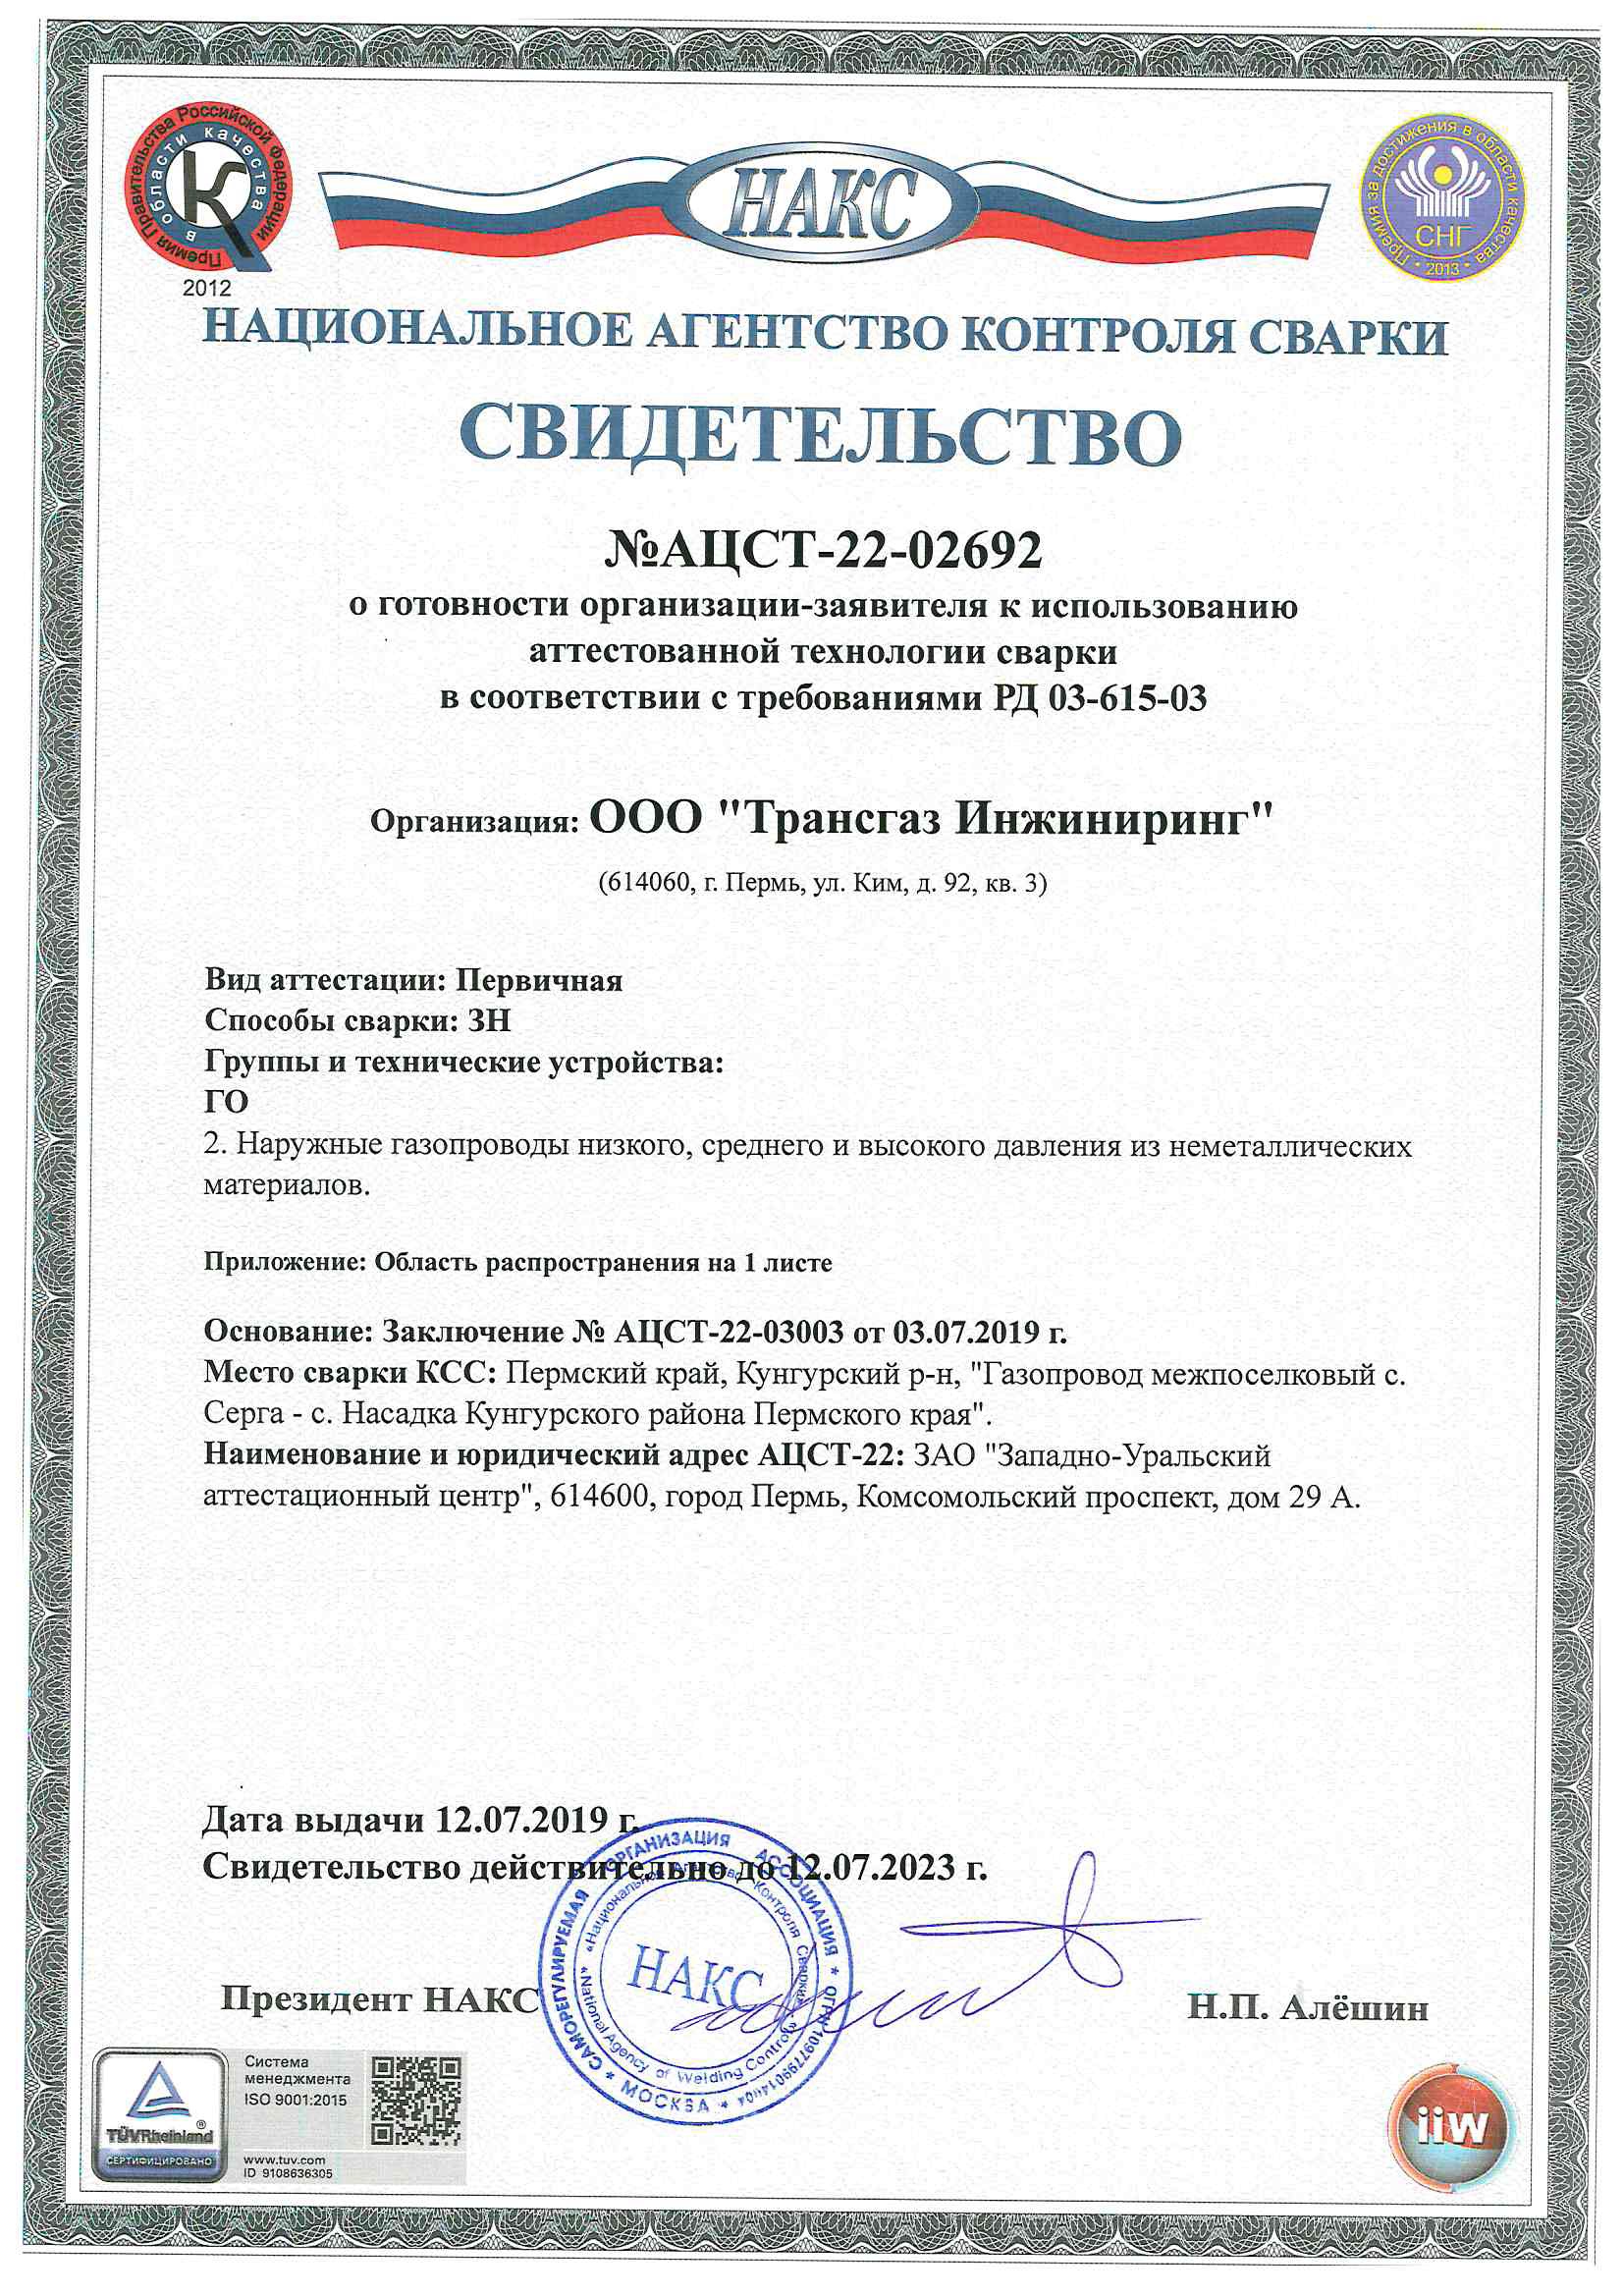 Премия Правительства Российской Федерации
в области качества
2012
НАКС
Премия за достижения в области качества
СНГ
• 2013 •
НАЦИОНАЛЬНОЕ АГЕНТСТВО КОНТРОЛЯ СВАРКИ
СВИДЕТЕЛЬСТВО
№АЦСТ-22-02692
о готовности организации-заявителя к использованию
аттестованной технологии сварки
в соответствии с требованиями РД 03-615-03
Организация: ООО "Трансгаз Инжиниринг"
(614060, г. Пермь, ул. Ким, д. 92, кв. 3)
Вид аттестации: Первичная
Способы сварки: ЗН
Группы и технические устройства:
ГО
2. Наружные газопроводы низкого, среднего и высокого давления из неметаллических
материалов.
Приложение: Область распространения на 1 листе
Основание: Заключение № АЦСТ-22-03003 от 03.07.2019 г.
Место сварки КСС: Пермский край, Кунгурский р-н, "Газопровод межпоселковый с.
Серга - с. Насадка Кунгурского района Пермского края".
Наименование и юридический адрес АЦСТ-22: ЗАО "Западно-Уральский
аттестационный центр", 614600, город Пермь, Комсомольский проспект, дом 29 А.
Дата выдачи 12.07.2019 г.
Свидетельство действительно до 12.07.2023 г.
САМОРЕГУЛИРУЕМАЯ ОРГАНИЗАЦИЯ АССОЦИАЦИЯ * ОГРН
* МОСКВА *
«Национальное Агентство Контроля Сварки»
«National Agency of Welding Control»
НАКС
Президент НАКС
Н.П. Алёшин
TÜVRheinland®
СЕРТИФИЦИРОВАНО
Система
менеджмента
ISO 9001:2015
www.tuv.com
ID 9108636305
iiw